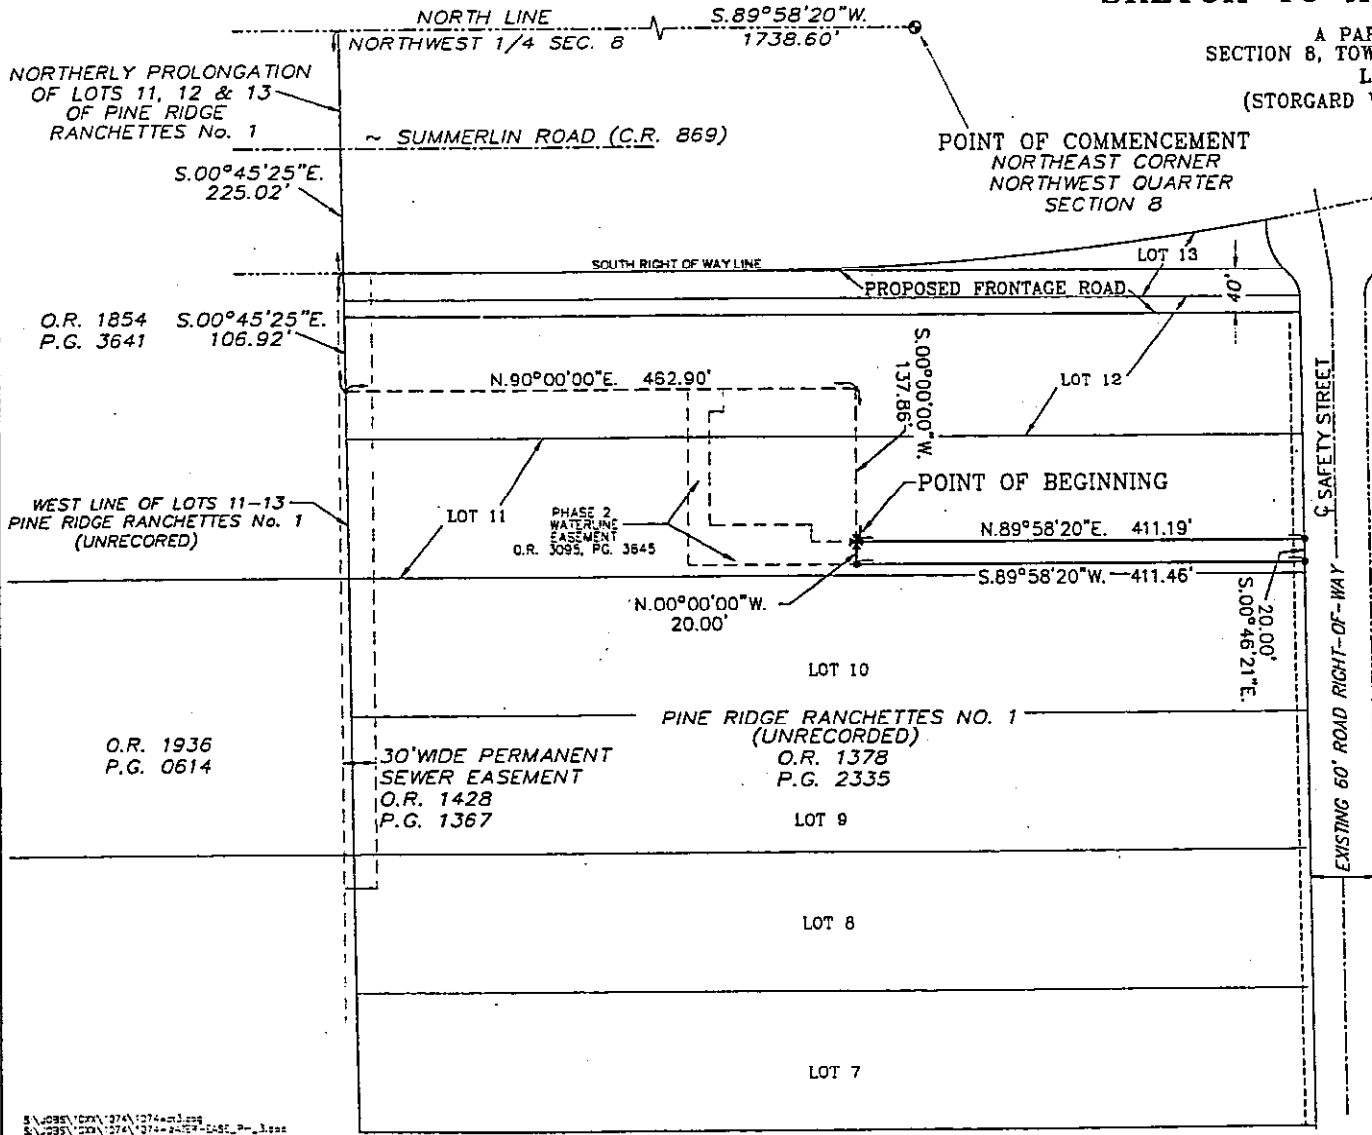 NORTH LINE
S.89°58'20"W.
NORTHWEST 1/4 SEC. 8
1738.60'
A
SECTION 8,
(STORGARD
NORTHERLY PROLONGATION
OF LOTS 11, 12 & 13
OF PINE RIDGE
RANCHETTES No. 1
~ SUMMERLIN ROAD (C.R. 869)
POINT OF COMMENCEMENT
NORTHEAST CORNER
NORTHWEST QUARTER
SECTION 8
S.00°45'25"E.
225.02'
SOUTH RIGHT OF WAY LINE
LOT 13
PROPOSED FRONTAGE ROAD
40'
O.R. 1854
P.G. 3641
S.00°45'25"E.
106.92'
N.90°00'00"E. 462.90'
S.00°00'00"W.
137.86'
LOT 12
℄ SAFETY STREET
POINT OF BEGINNING
WEST LINE OF LOTS 11-13
PINE RIDGE RANCHETTES No. 1
(UNRECORED)
LOT 11
PHASE 2
WATERLINE
EASEMENT
O.R. 3095, PG. 3645
N.89°58'20"E. 411.19'
S.89°58'20"W. 411.46'
N.00°00'00"W.
20.00'
20.00'
S.00°46'21"E.
EXISTING 60' ROAD RIGHT-OF-WAY
LOT 10
PINE RIDGE RANCHETTES NO. 1
(UNRECORDED)
O.R. 1378
P.G. 2335
O.R. 1936
P.G. 0614
30'WIDE PERMANENT
SEWER EASEMENT
O.R. 1428
P.G. 1367
LOT 9
LOT 8
LOT 7